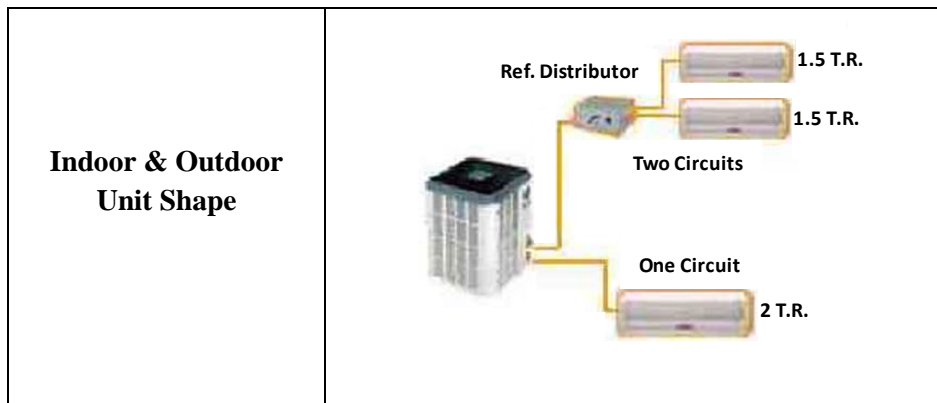 Indoor & Outdoor
Unit Shape
Ref. Distributor
1.5 T.R.
1.5 T.R.
Two Circuits
One Circuit
2 T.R.